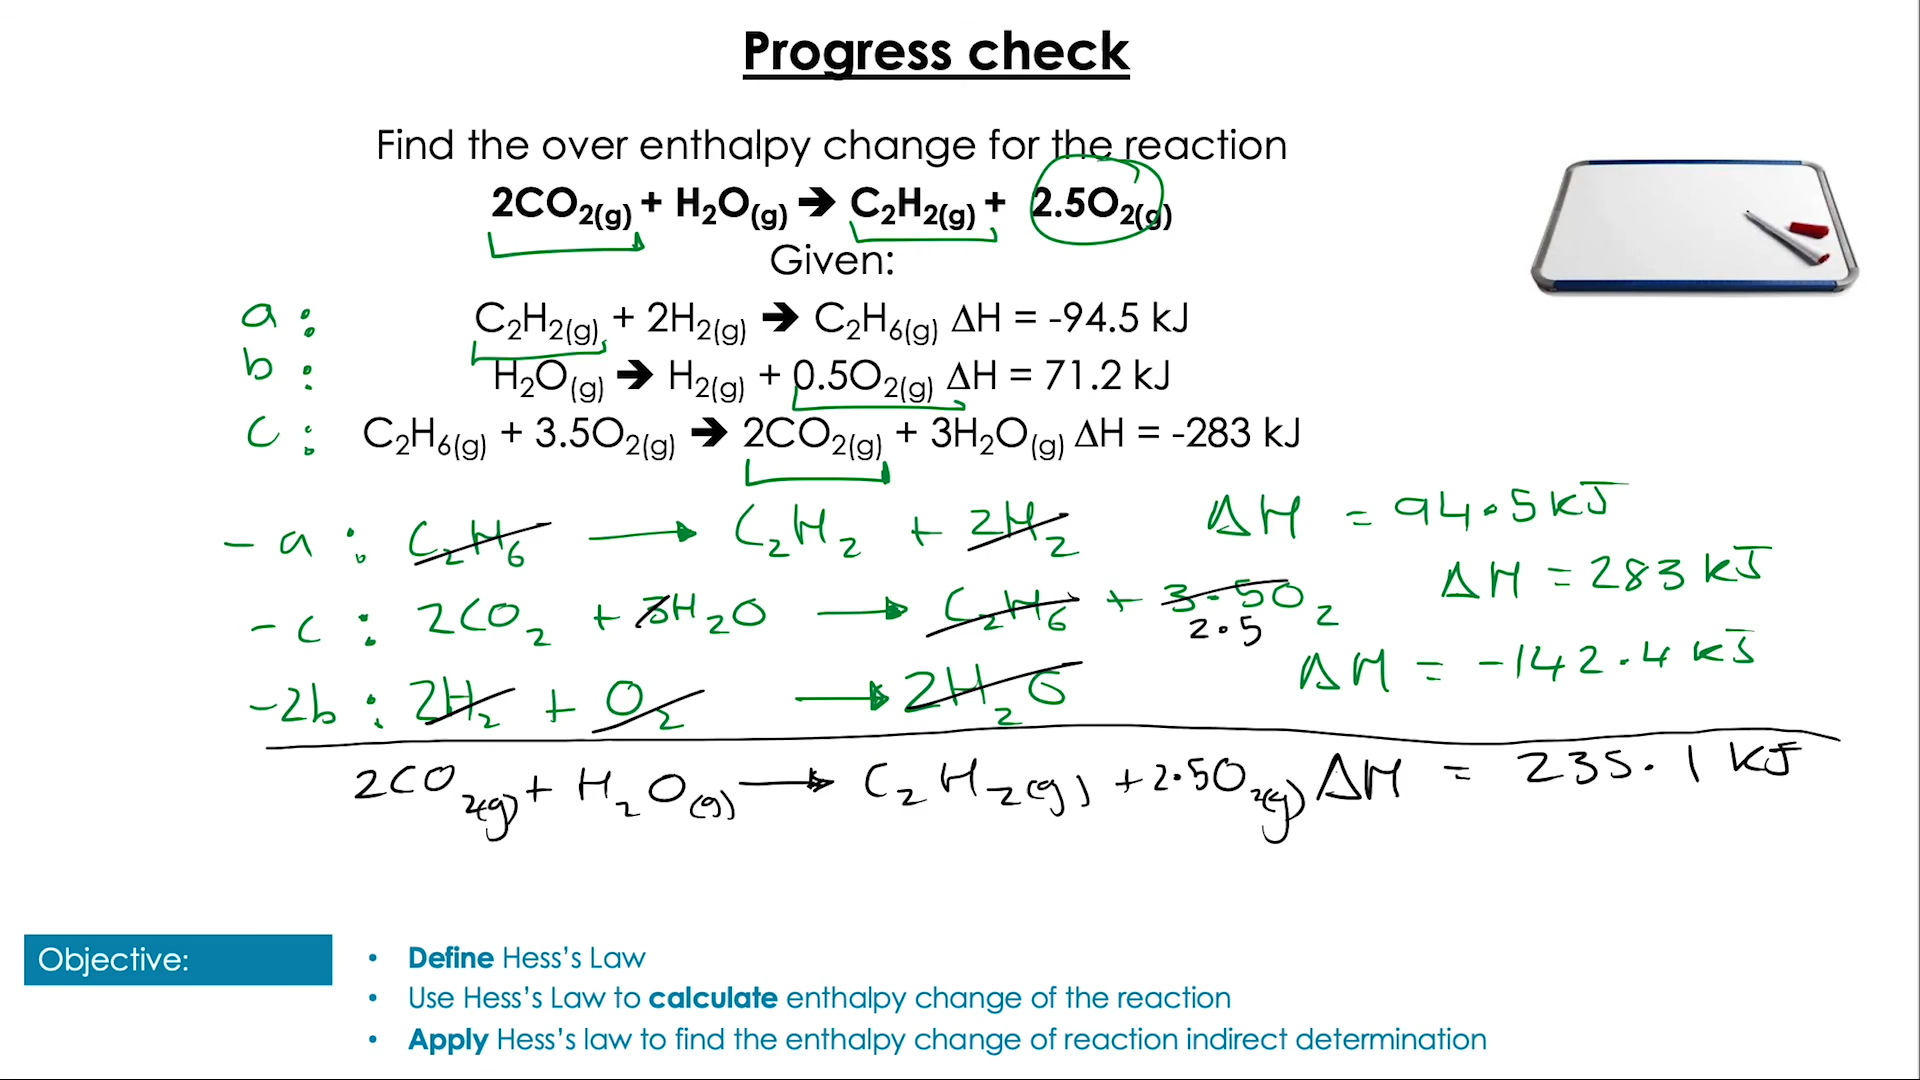 Progress check
Find the over enthalpy change for the reaction
2CO₂(g) + H₂O(g) 🡪 C₂H₂(g) + 2.5O₂(g)
Given:
a : C₂H₂(g) + 2H₂(g) 🡪 C₂H₆(g) ΔH = -94.5 kJ
b : H₂O(g) 🡪 H₂(g) + 0.5O₂(g) ΔH = 71.2 kJ
c : C₂H₆(g) + 3.5O₂(g) 🡪 2CO₂(g) + 3H₂O(g) ΔH = -283 kJ
-a : C₂H₆ → C₂H₂ + 2H₂ ΔH = 94.5 kJ
-c : 2CO₂ + 3H₂O → C₂H₆ + 3.5O₂ ΔH = 283 kJ
2.5
-2b : 2H₂ + O₂ → 2H₂O ΔH = -142.4 kJ
2CO₂(g) + H₂O(g) → C₂H₂(g) + 2.5O₂(g) ΔH = 235.1 kJ
Objective:
• Define Hess’s Law
• Use Hess’s Law to calculate enthalpy change of the reaction
• Apply Hess’s law to find the enthalpy change of reaction indirect determination